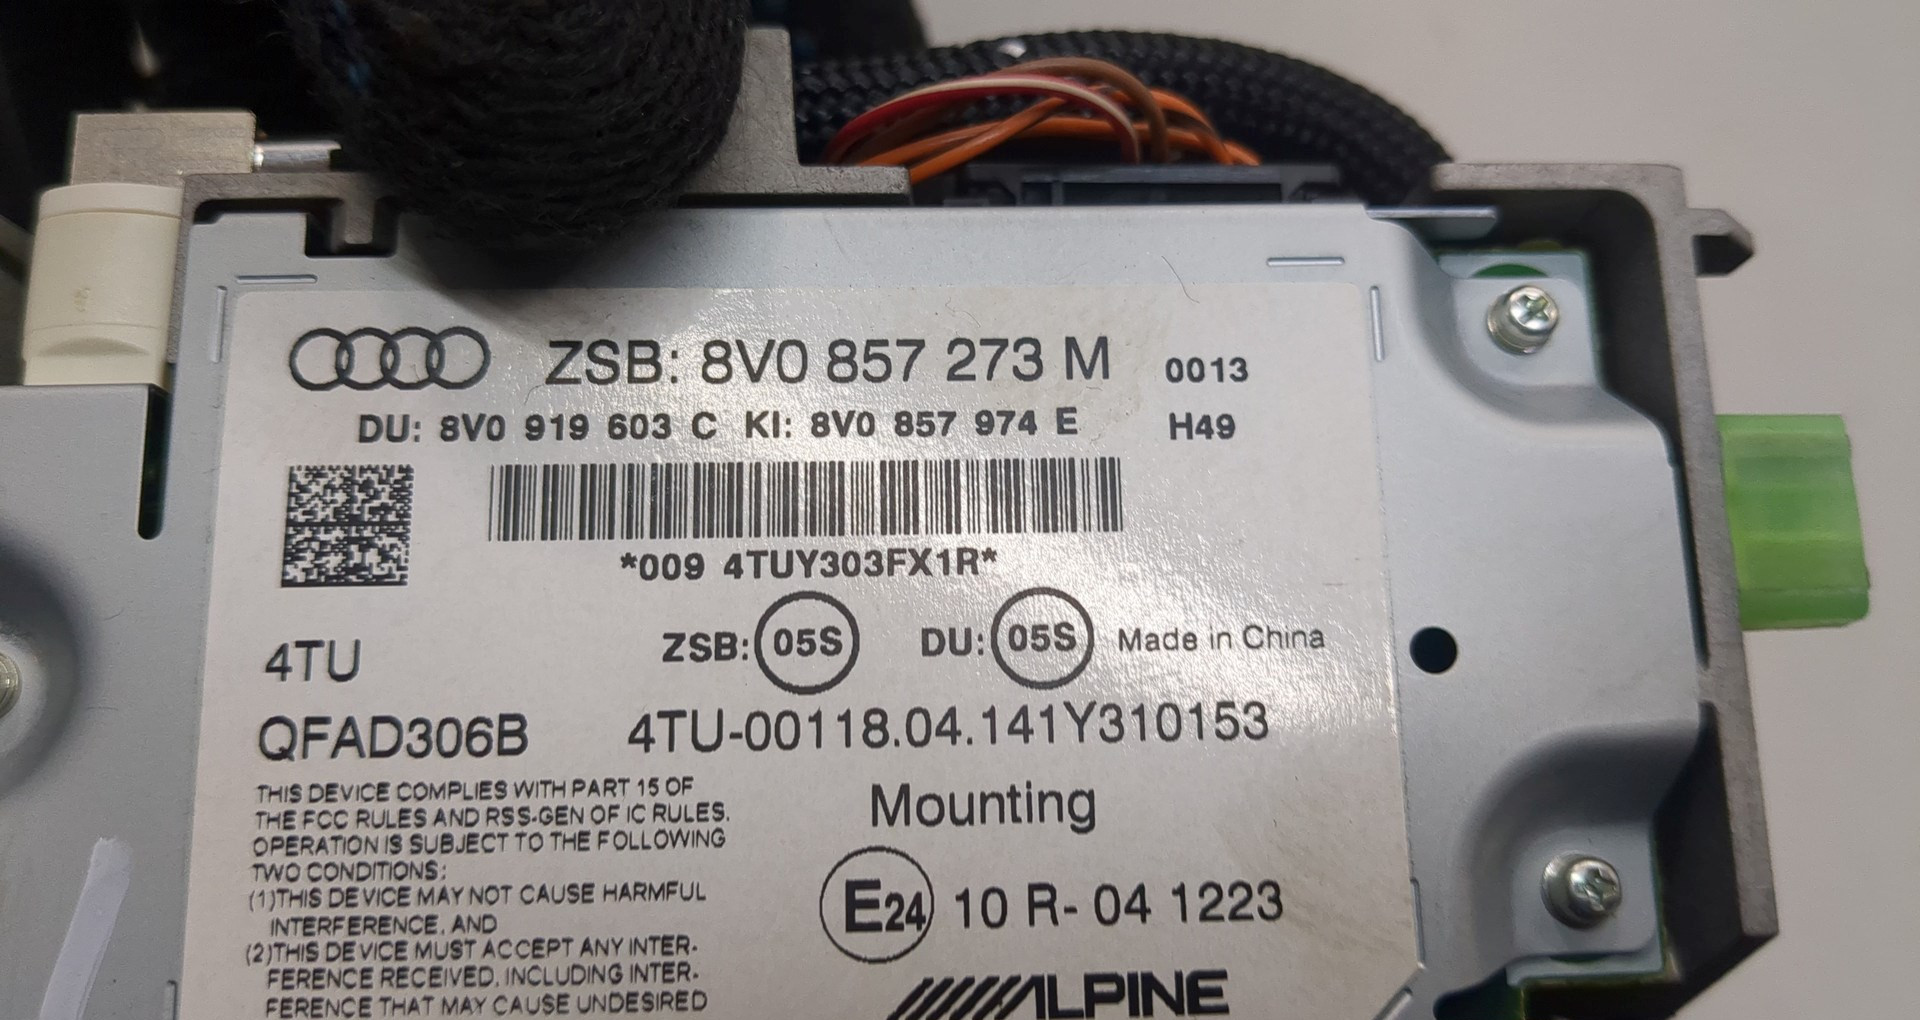 ZSB: 8V0 857 273 M 0013
DU: 8V0 919 603 C KI: 8V0 857 974 E H49
*009 4TUY303FX1R*
ZSB: 05S DU: 05S Made in China
4TU
QFAD306B 4TU-00118.04.141Y310153
THIS DEVICE COMPLIES WITH PART 15 OF
THE FCC RULES AND RSS-GEN OF IC RULES.
OPERATION IS SUBJECT TO THE FOLLOWING
TWO CONDITIONS:
(1)THIS DEVICE MAY NOT CAUSE HARMFUL
INTERFERENCE, AND
(2)THIS DEVICE MUST ACCEPT ANY INTER-
FERENCE RECEIVED, INCLUDING INTER-
FERENCE THAT MAY CAUSE UNDESIRED
Mounting
E24 10 R- 04 1223
ALPINE